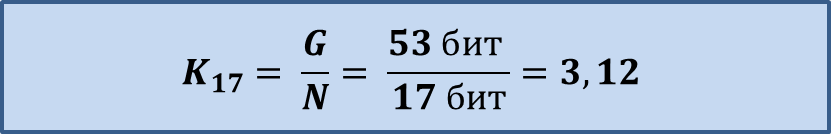 K₁₇ = G/N = 53 бит/17 бит = 3,12